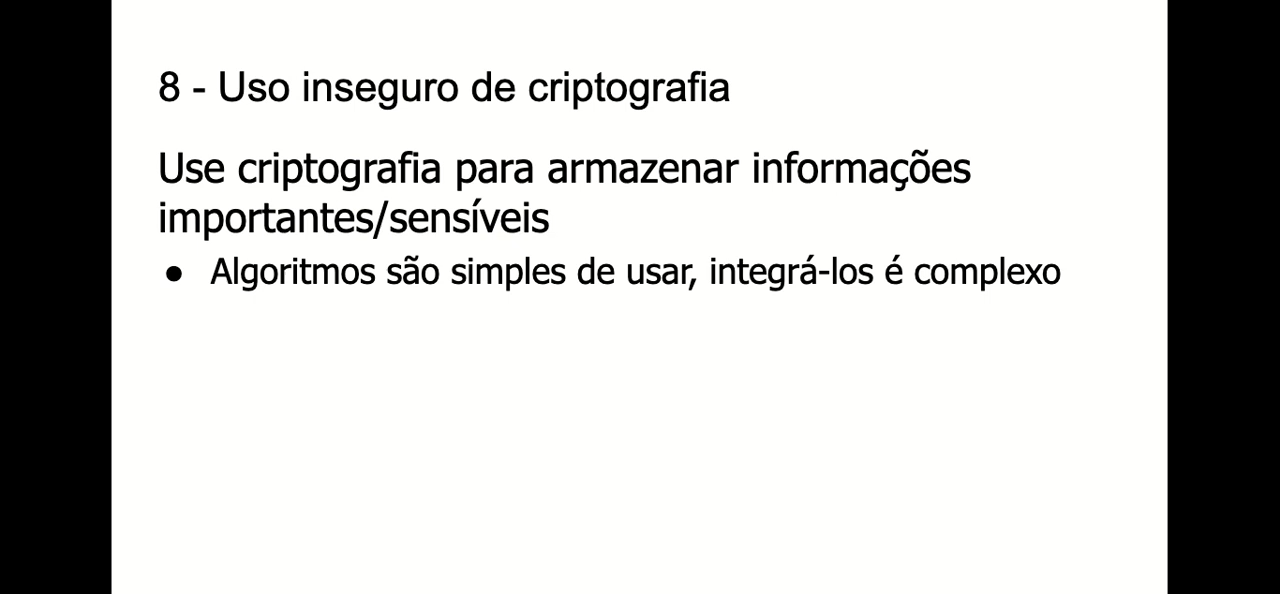 8 - Uso inseguro de criptografia
Use criptografia para armazenar informações
importantes/sensíveis
● Algoritmos são simples de usar, integrá-los é complexo